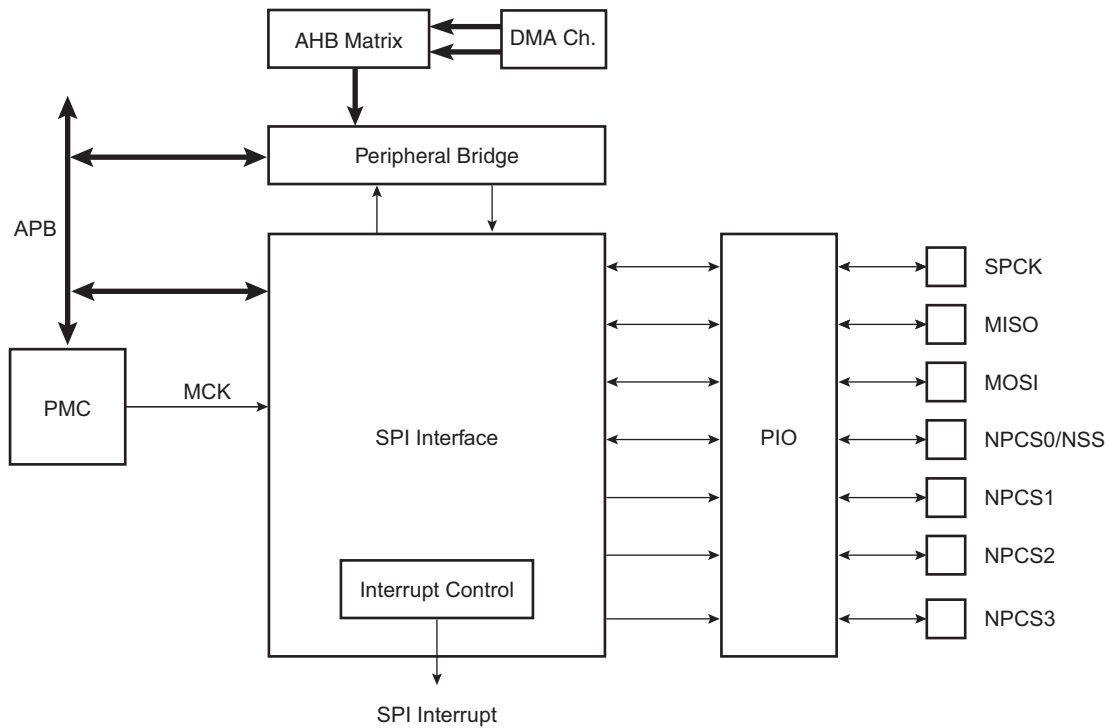 AHB Matrix
DMA Ch.
Peripheral Bridge
APB
SPCK
MISO
MCK
MOSI
PMC
SPI Interface
PIO
NPCS0/NSS
NPCS1
NPCS2
Interrupt Control
NPCS3
SPI Interrupt